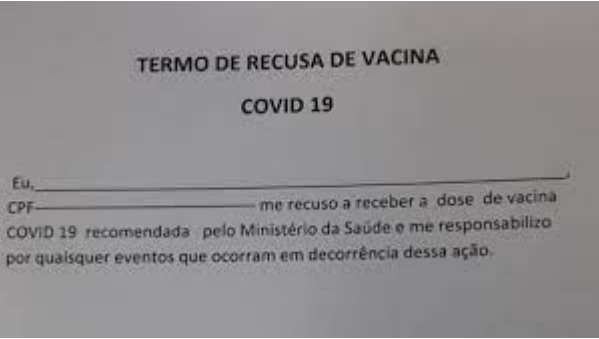 TERMO DE RECUSA DE VACINA
COVID 19
Eu,___________________________________________,
CPF—————————— me recuso a receber a dose de vacina
COVID 19 recomendada pelo Ministério da Saúde e me responsabilizo
por quaisquer eventos que ocorram em decorrência dessa ação.